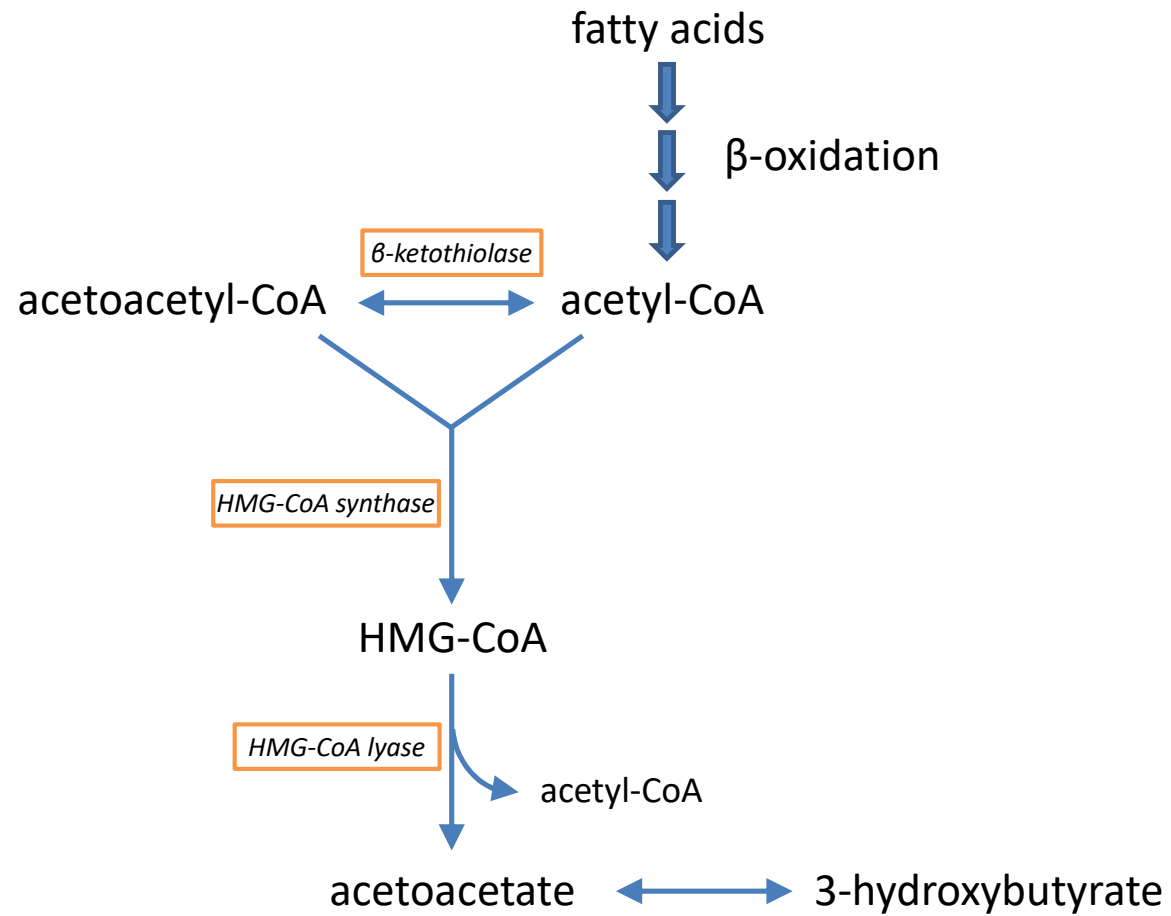 fatty acids
β-oxidation
β-ketothiolase
acetoacetyl-CoA
acetyl-CoA
HMG-CoA synthase
HMG-CoA
HMG-CoA lyase
acetyl-CoA
acetoacetate
3-hydroxybutyrate